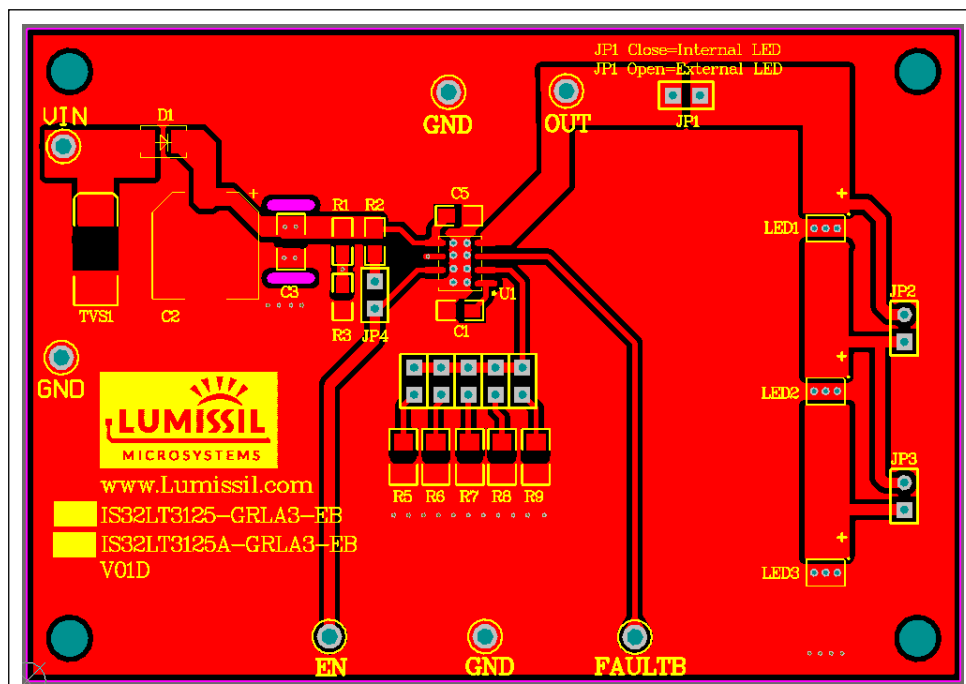 JP1 Close=Internal LED
JP1 Open=External LED
VIN
D1
GND
OUT
JP1
R1
R2
C5
+
+
LED1
TVS1
C2
C3
R3
JP4
C1
U1
JP2
GND
+
LED2
LUMISSIL
MICROSYSTEMS
www.Lumissil.com
R5
R6
R7
R8
R9
JP3
IS32LT3125-GRLA3-EB
IS32LT3125A-GRLA3-EB
V01D
+
LED3
EN
GND
FAULTB